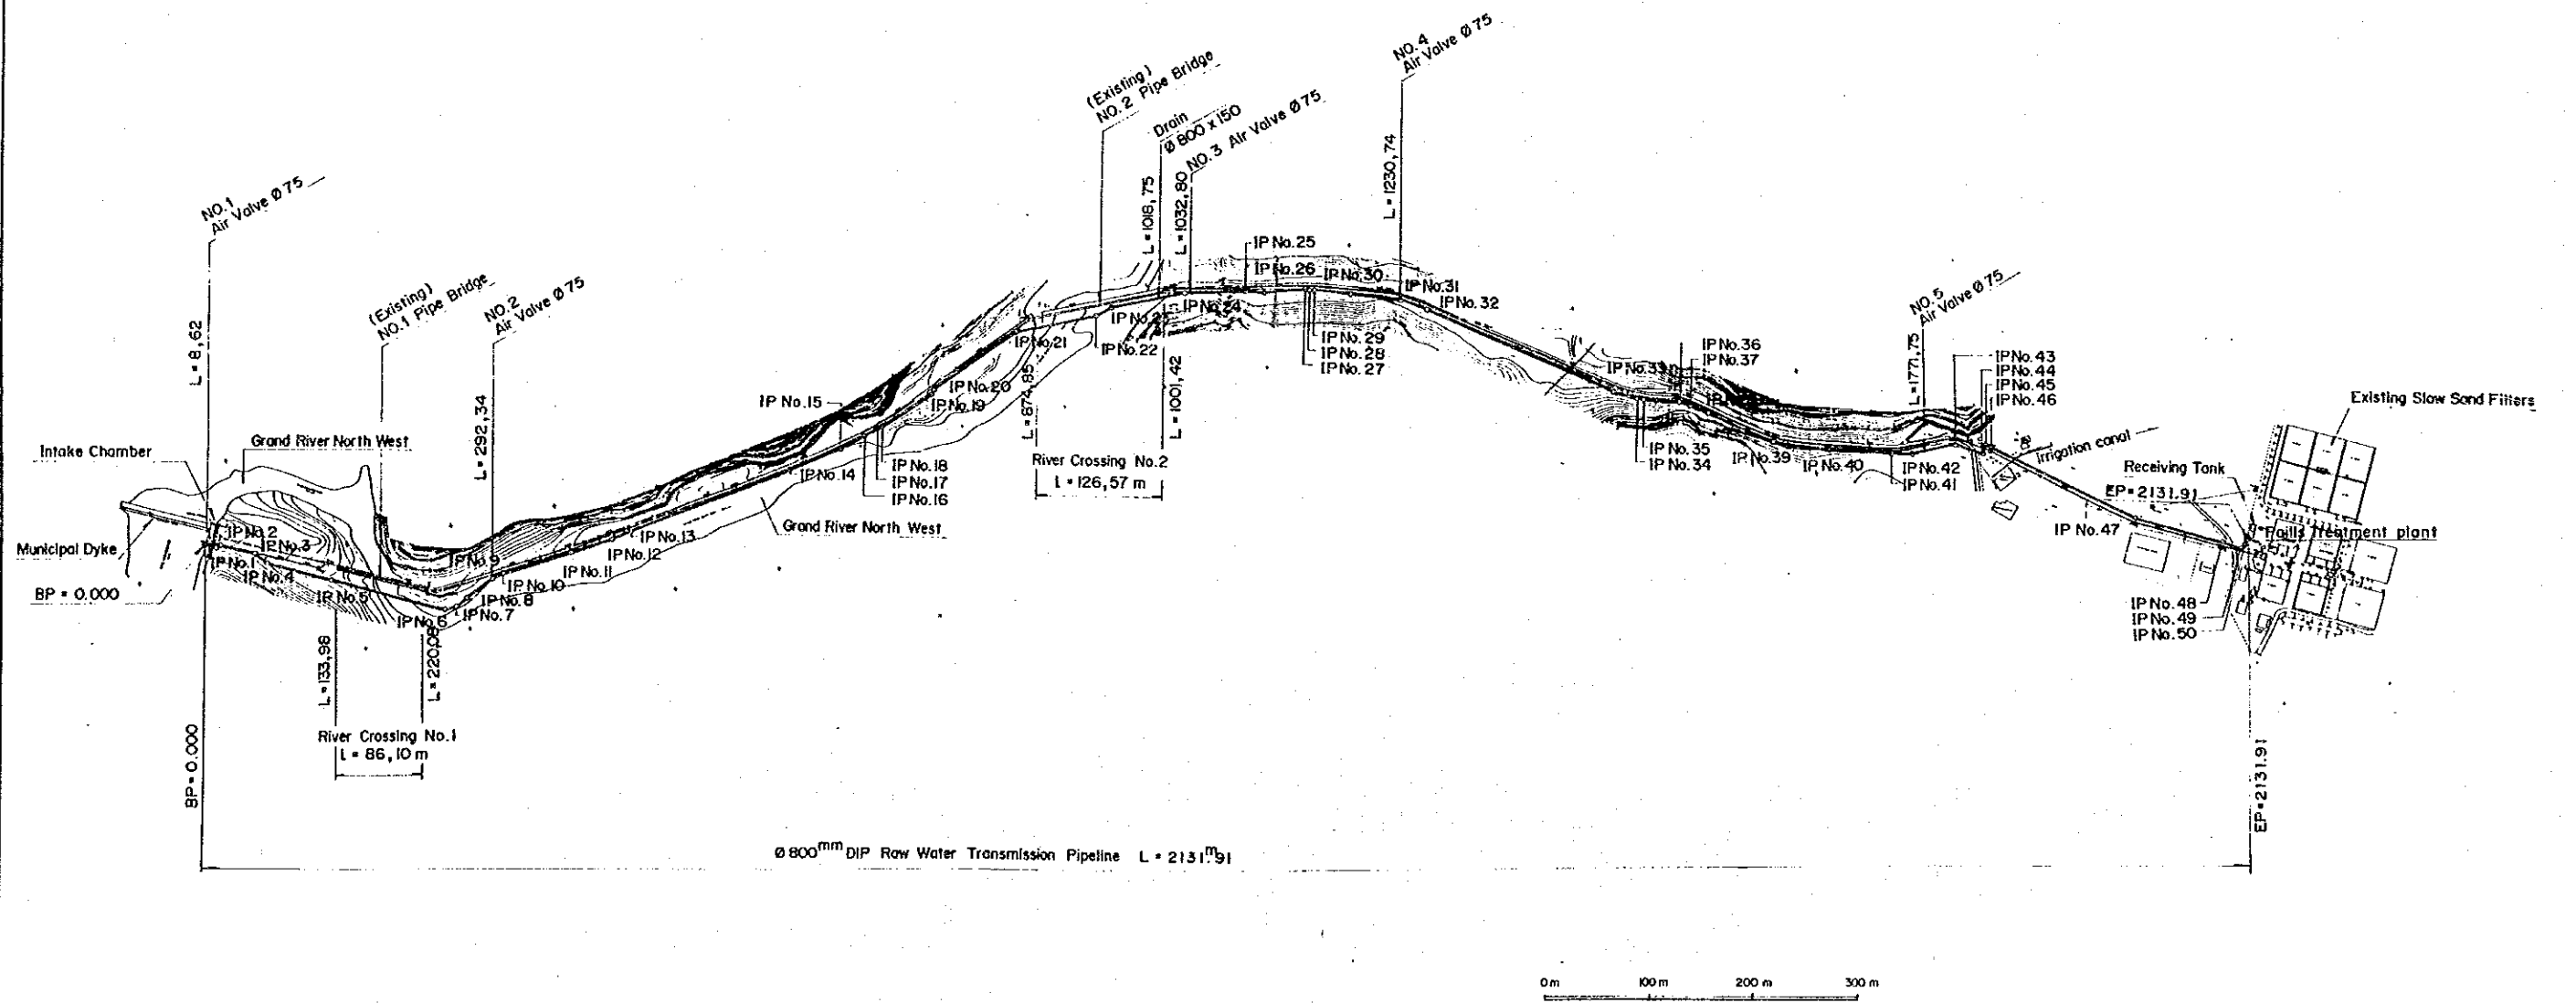 NO.1
Air Valve Ø 75
L = 8,62
(Existing)
NO.1 Pipe Bridge
NO.2
Air Valve Ø 75
L = 292,34
(Existing)
NO.2 Pipe Bridge
Drain
Ø 800 x 150
L = 1018,75
NO.3 Air Valve Ø 75
L = 1032,80
NO.4
Air Valve Ø 75
L = 1230,74
NO.5
Air Valve Ø 75
L = 1771,75
Intake Chamber
Grand River North West
Municipal Dyke
BP = 0.000
IP No.1
IP No.2
IP No.3
IP No.4
IP No.5
IP No.6
IP No.7
IP No.8
IP No.9
IP No.10
IP No.11
IP No.12
IP No.13
IP No.14
IP No.15
IP No.18
IP No.17
IP No.16
IP No.19
IP No.20
IP No.21
IP No.22
IP No.24
IP No.25
IP No.26
IP No.30
IP No.29
IP No.28
IP No.27
IP No.31
IP No.32
IP No.36
IP No.37
IP No.35
IP No.34
IP No.39
IP No.40
IP No.42
IP No.41
IP No.43
IP No.44
IP No.45
IP No.46
IP No.47
IP No.48
IP No.49
IP No.50
Grand River North West
L = 874,85
L = 1001,42
River Crossing No.2
L = 126,57 m
L = 133,98
L = 220,08
River Crossing No.1
L = 86,10 m
Irrigation canal
Existing Slow Sand Filters
Receiving Tank
EP = 2131.91
Pailles Treatment plant
BP = 0.000
EP = 2131.91
Ø 800mm DIP Raw Water Transmission Pipeline L = 2131.m91
0 m 100 m 200 m 300 m